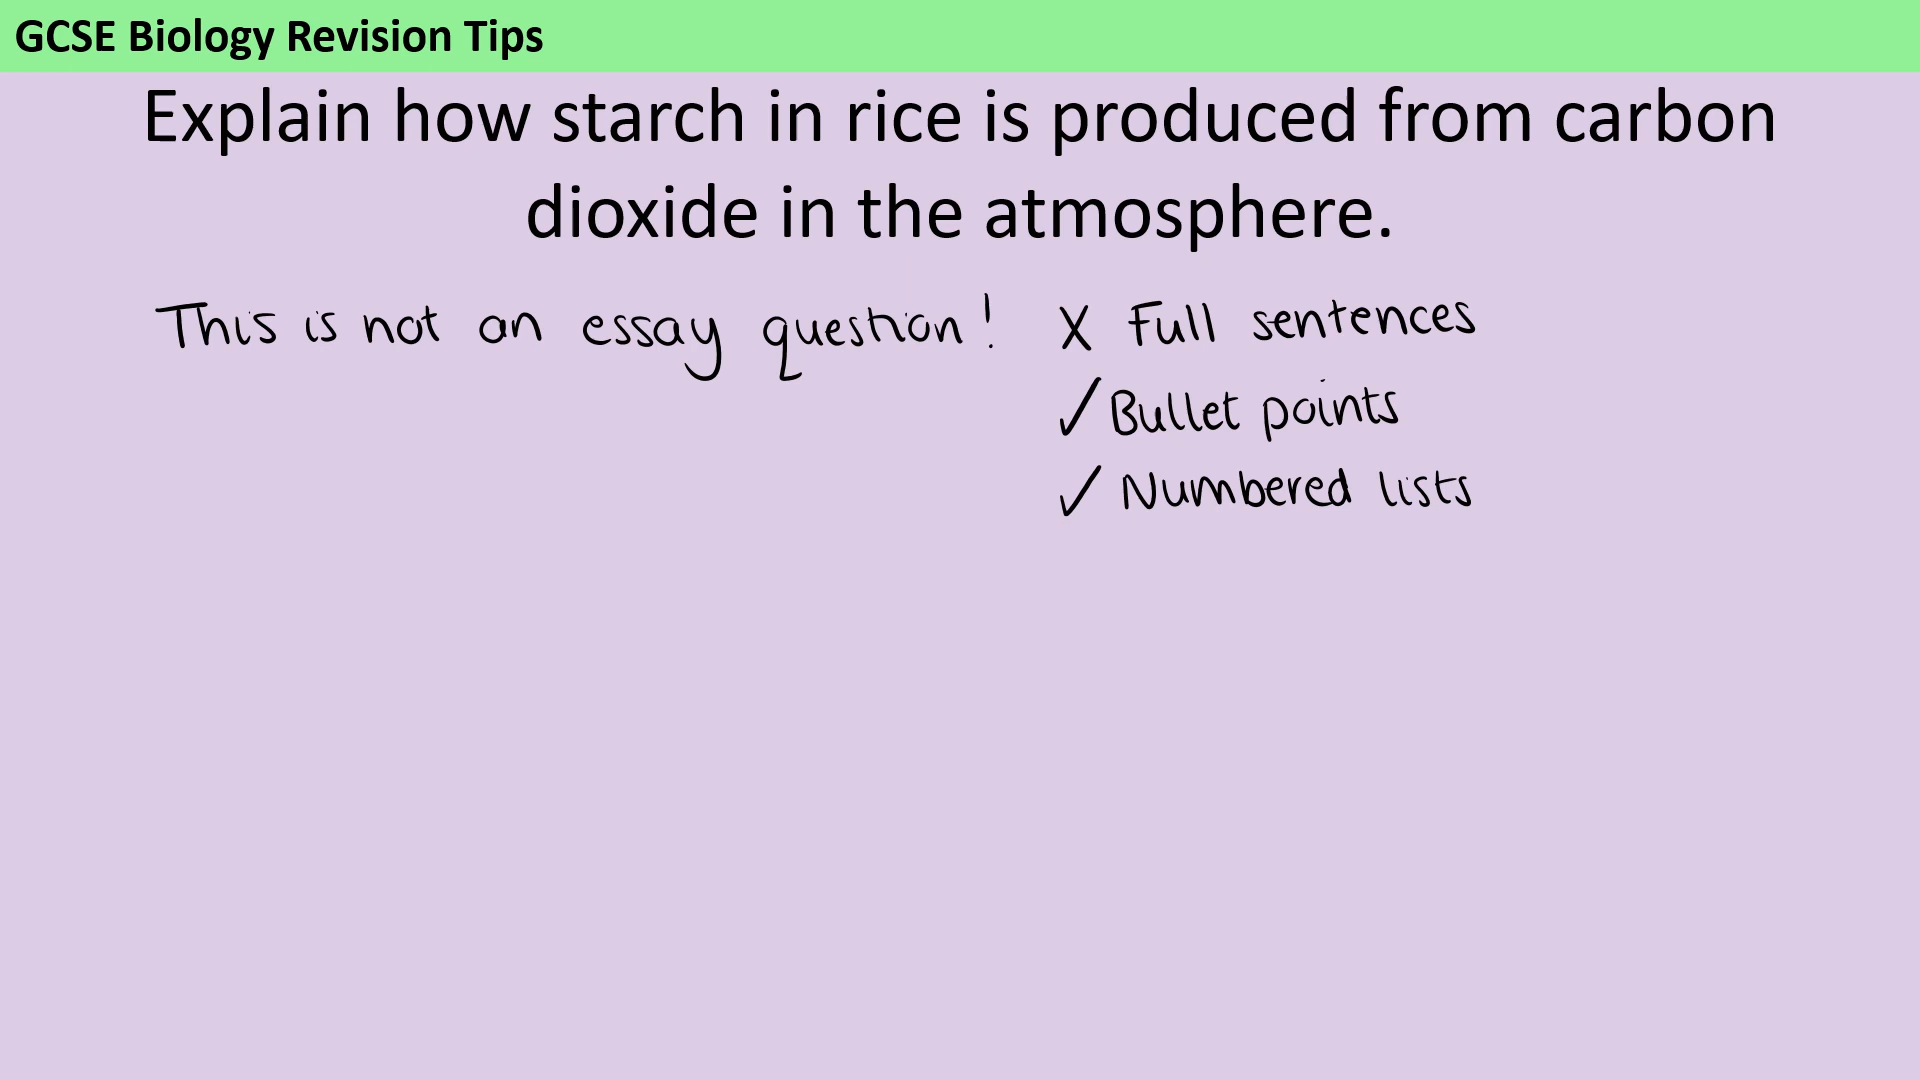 GCSE Biology Revision Tips
Explain how starch in rice is produced from carbon
dioxide in the atmosphere.
This is not an essay question! X Full sentences
✓ Bullet points
✓ Numbered lists